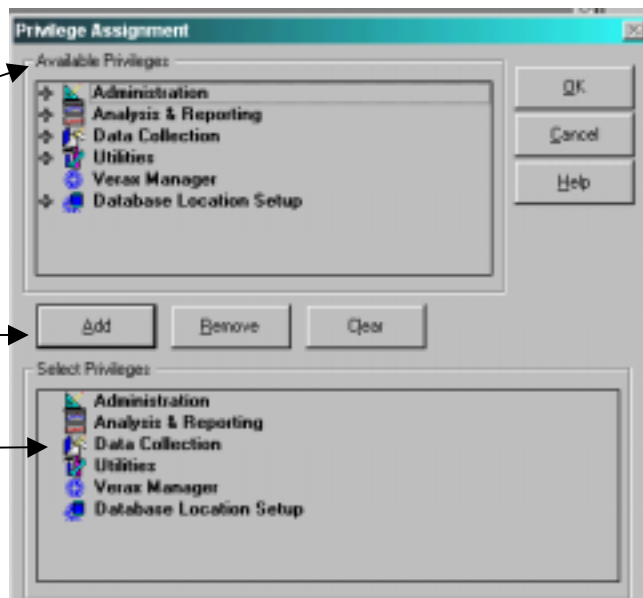 Privilege Assignment
Available Privileges
Administration
Analysis & Reporting
Data Collection
Utilities
Verax Manager
Database Location Setup
OK
Cancel
Help
Add
Remove
Clear
Select Privileges
Administration
Analysis & Reporting
Data Collection
Utilities
Verax Manager
Database Location Setup